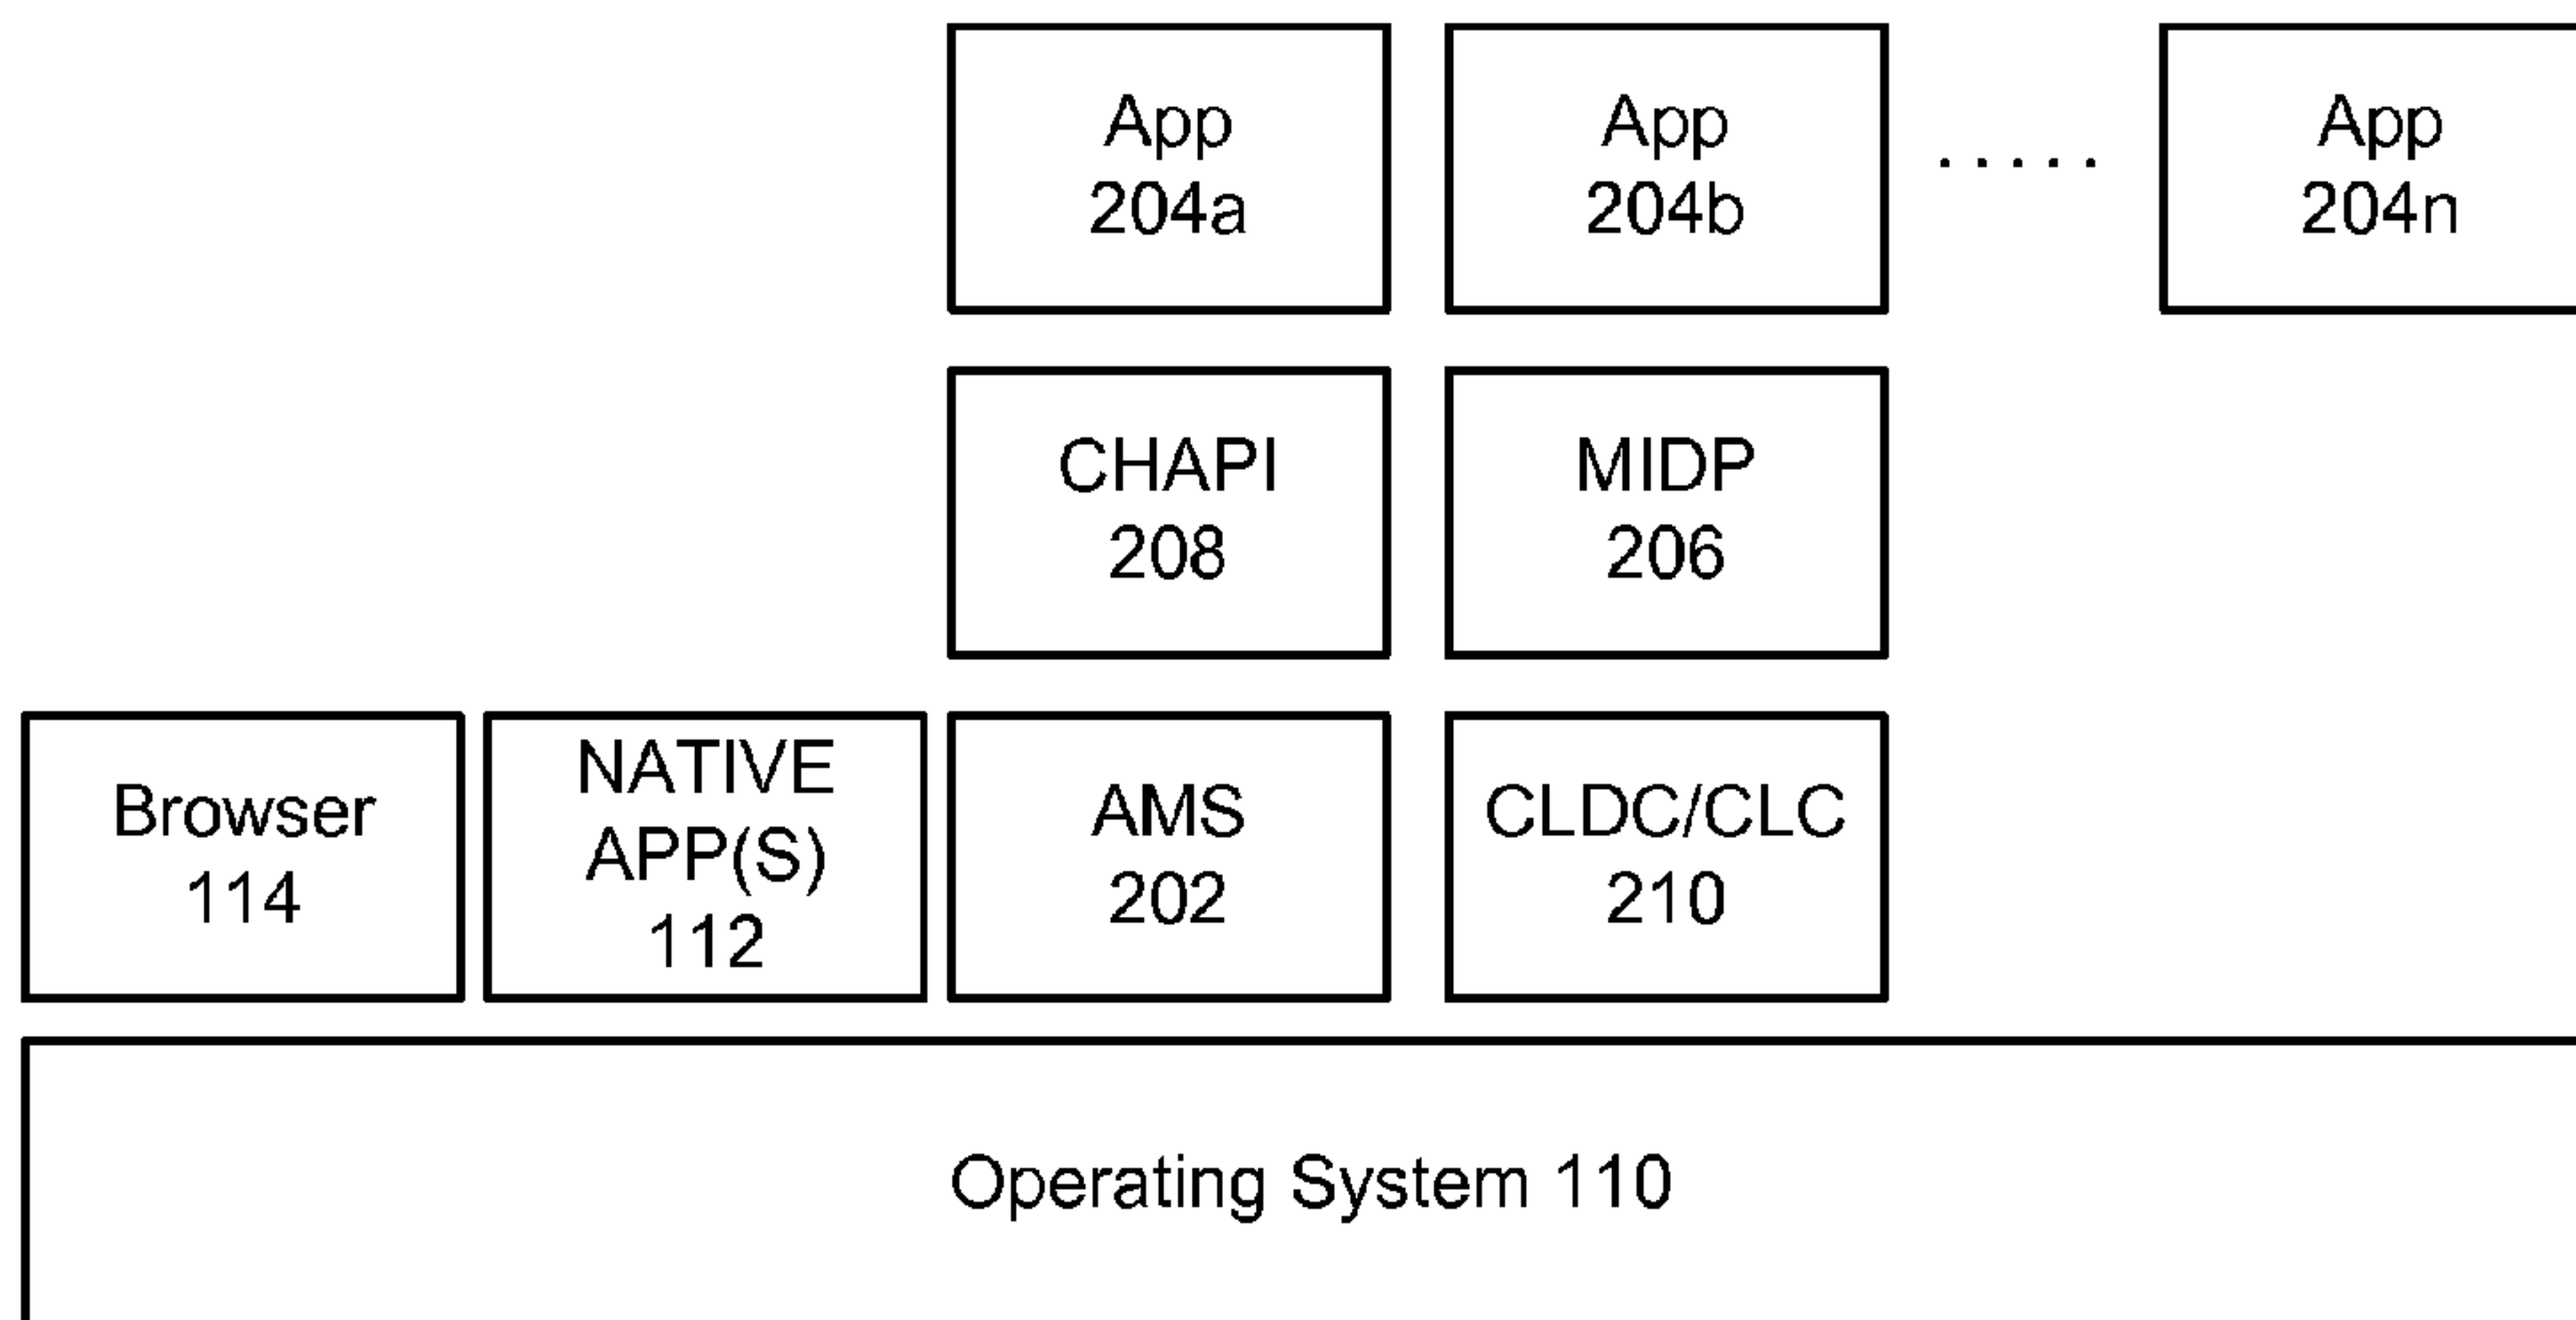 App
204a
App
204b
.....
App
204n
CHAPI
208
MIDP
206
Browser
114
NATIVE
APP(S)
112
AMS
202
CLDC/CLC
210
Operating System 110